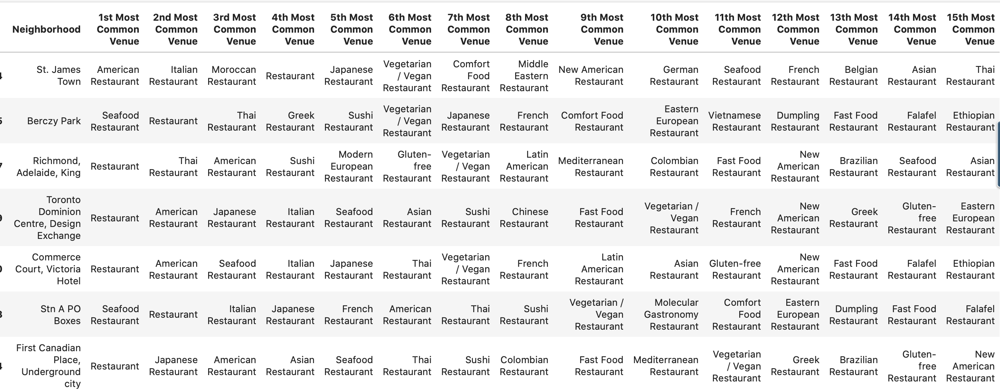 Neighborhood 1st Most Common Venue 2nd Most Common Venue 3rd Most Common Venue 4th Most Common Venue 5th Most Common Venue 6th Most Common Venue 7th Most Common Venue 8th Most Common Venue 9th Most Common Venue 10th Most Common Venue 11th Most Common Venue 12th Most Common Venue 13th Most Common Venue 14th Most Common Venue 15th Most Common Venue
St. James Town American Restaurant Italian Restaurant Moroccan Restaurant Restaurant Japanese Restaurant Vegetarian / Vegan Restaurant Comfort Food Restaurant Middle Eastern Restaurant New American Restaurant German Restaurant Seafood Restaurant French Restaurant Belgian Restaurant Asian Restaurant Thai Restaurant
Berczy Park Seafood Restaurant Restaurant Thai Restaurant Greek Restaurant Sushi Restaurant Vegetarian / Vegan Restaurant Japanese Restaurant French Restaurant Comfort Food Restaurant Eastern European Restaurant Vietnamese Restaurant Dumpling Restaurant Fast Food Restaurant Falafel Restaurant Ethiopian Restaurant
Richmond, Adelaide, King Restaurant Thai Restaurant American Restaurant Sushi Restaurant Modern European Restaurant Gluten-free Restaurant Vegetarian / Vegan Restaurant Latin American Restaurant Mediterranean Restaurant Colombian Restaurant Fast Food Restaurant New American Restaurant Brazilian Restaurant Seafood Restaurant Asian Restaurant
Toronto Dominion Centre, Design Exchange Restaurant American Restaurant Japanese Restaurant Italian Restaurant Seafood Restaurant Asian Restaurant Sushi Restaurant Chinese Restaurant Fast Food Restaurant Vegetarian / Vegan Restaurant French Restaurant New American Restaurant Greek Restaurant Gluten-free Restaurant Eastern European Restaurant
Commerce Court, Victoria Hotel Restaurant American Restaurant Seafood Restaurant Italian Restaurant Japanese Restaurant Thai Restaurant Vegetarian / Vegan Restaurant French Restaurant Latin American Restaurant Asian Restaurant Gluten-free Restaurant New American Restaurant Fast Food Restaurant Falafel Restaurant Ethiopian Restaurant
Stn A PO Boxes Seafood Restaurant Restaurant Italian Restaurant Japanese Restaurant French Restaurant American Restaurant Thai Restaurant Sushi Restaurant Vegetarian / Vegan Restaurant Molecular Gastronomy Restaurant Comfort Food Restaurant Eastern European Restaurant Dumpling Restaurant Fast Food Restaurant Falafel Restaurant
First Canadian Place, Underground city Restaurant Japanese Restaurant American Restaurant Asian Restaurant Seafood Restaurant Thai Restaurant Sushi Restaurant Colombian Restaurant Fast Food Restaurant Mediterranean Restaurant Vegetarian / Vegan Restaurant Greek Restaurant Brazilian Restaurant Gluten-free Restaurant New American Restaurant